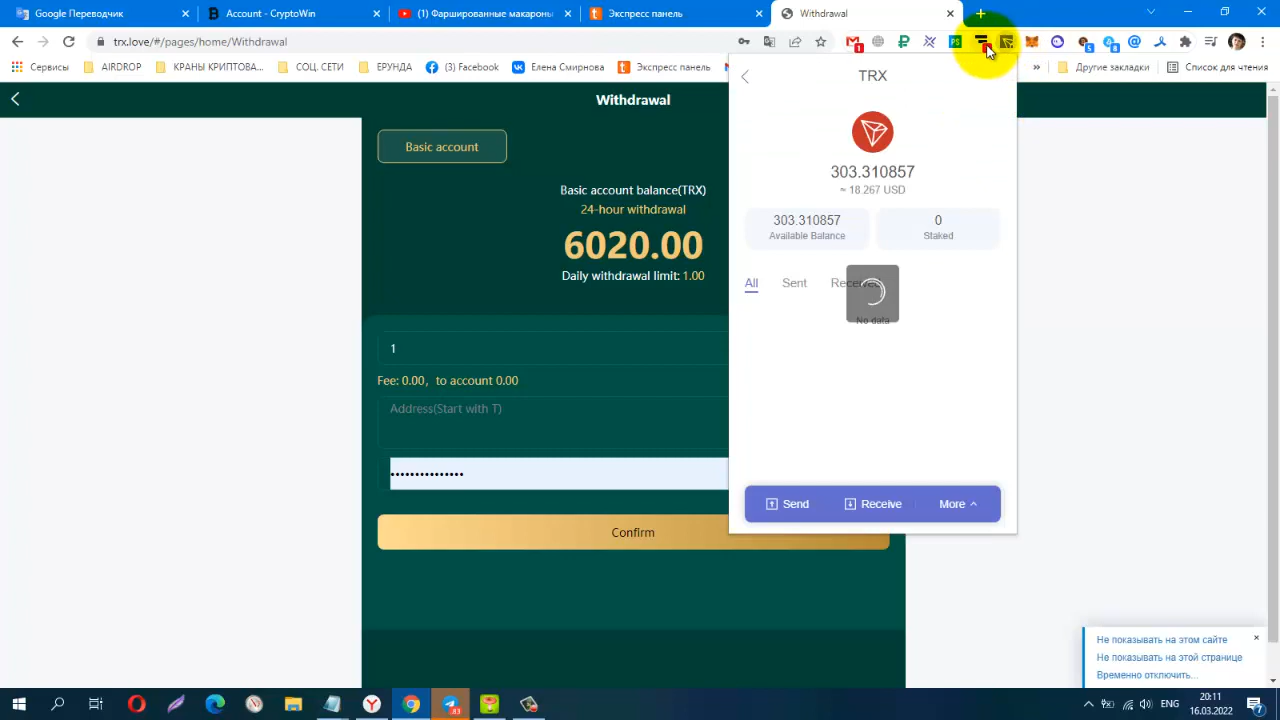 Google Переводчик
Account - CryptoWin
(1) Фаршированные макароны
Экспресс панель
Withdrawal
trx.love/#/pages/home/Withdrawal
Сервисы
AIRDROP
КРАНЫ КРИПТОВА
СОЦ.СЕТИ
ЕРУНДА
(3) Facebook
Елена Смирнова
Экспресс панель
»
Другие закладки
Список для чтения
Withdrawal
Basic account
Basic account balance(TRX)
24-hour withdrawal
6020.00
Daily withdrawal limit: 1.00
1
Fee: 0.00, to account 0.00
Address(Start with T)
•••••••••••••••
Confirm
TRX
303.310857
≈ 18.267 USD
303.310857
Available Balance
0
Staked
All
Sent
No data
Send
Receive
More
Не показывать на этом сайте
Не показывать на этой странице
Временно отключить...
ENG
20:11
16.03.2022